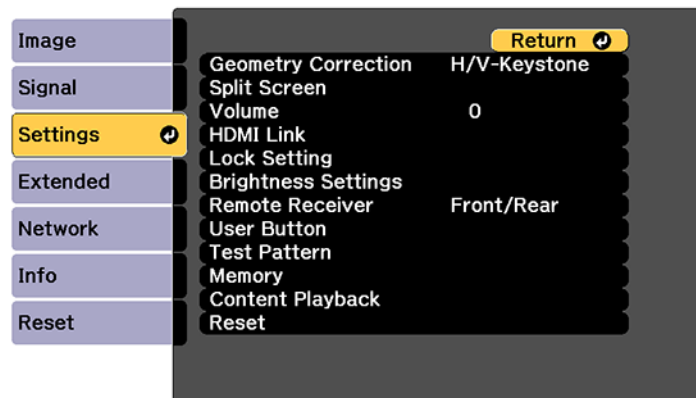 Image
Signal
Settings
Extended
Network
Info
Reset
Return
Geometry Correction H/V-Keystone
Split Screen
Volume 0
HDMI Link
Lock Setting
Brightness Settings
Remote Receiver Front/Rear
User Button
Test Pattern
Memory
Content Playback
Reset